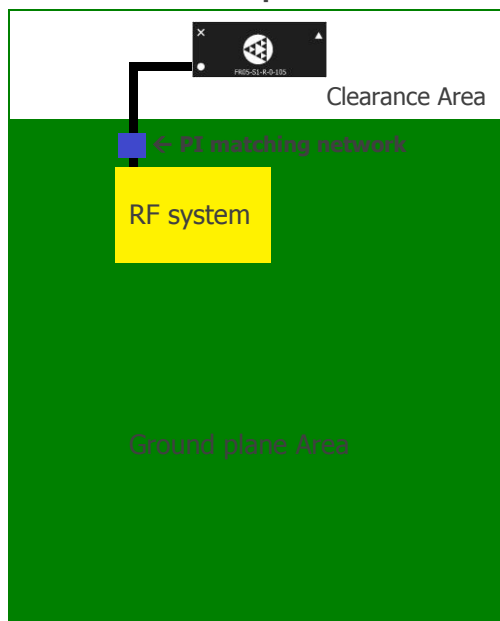 FR05-S1-R-0-105
Clearance Area
← PI matching network
RF system
Ground plane Area